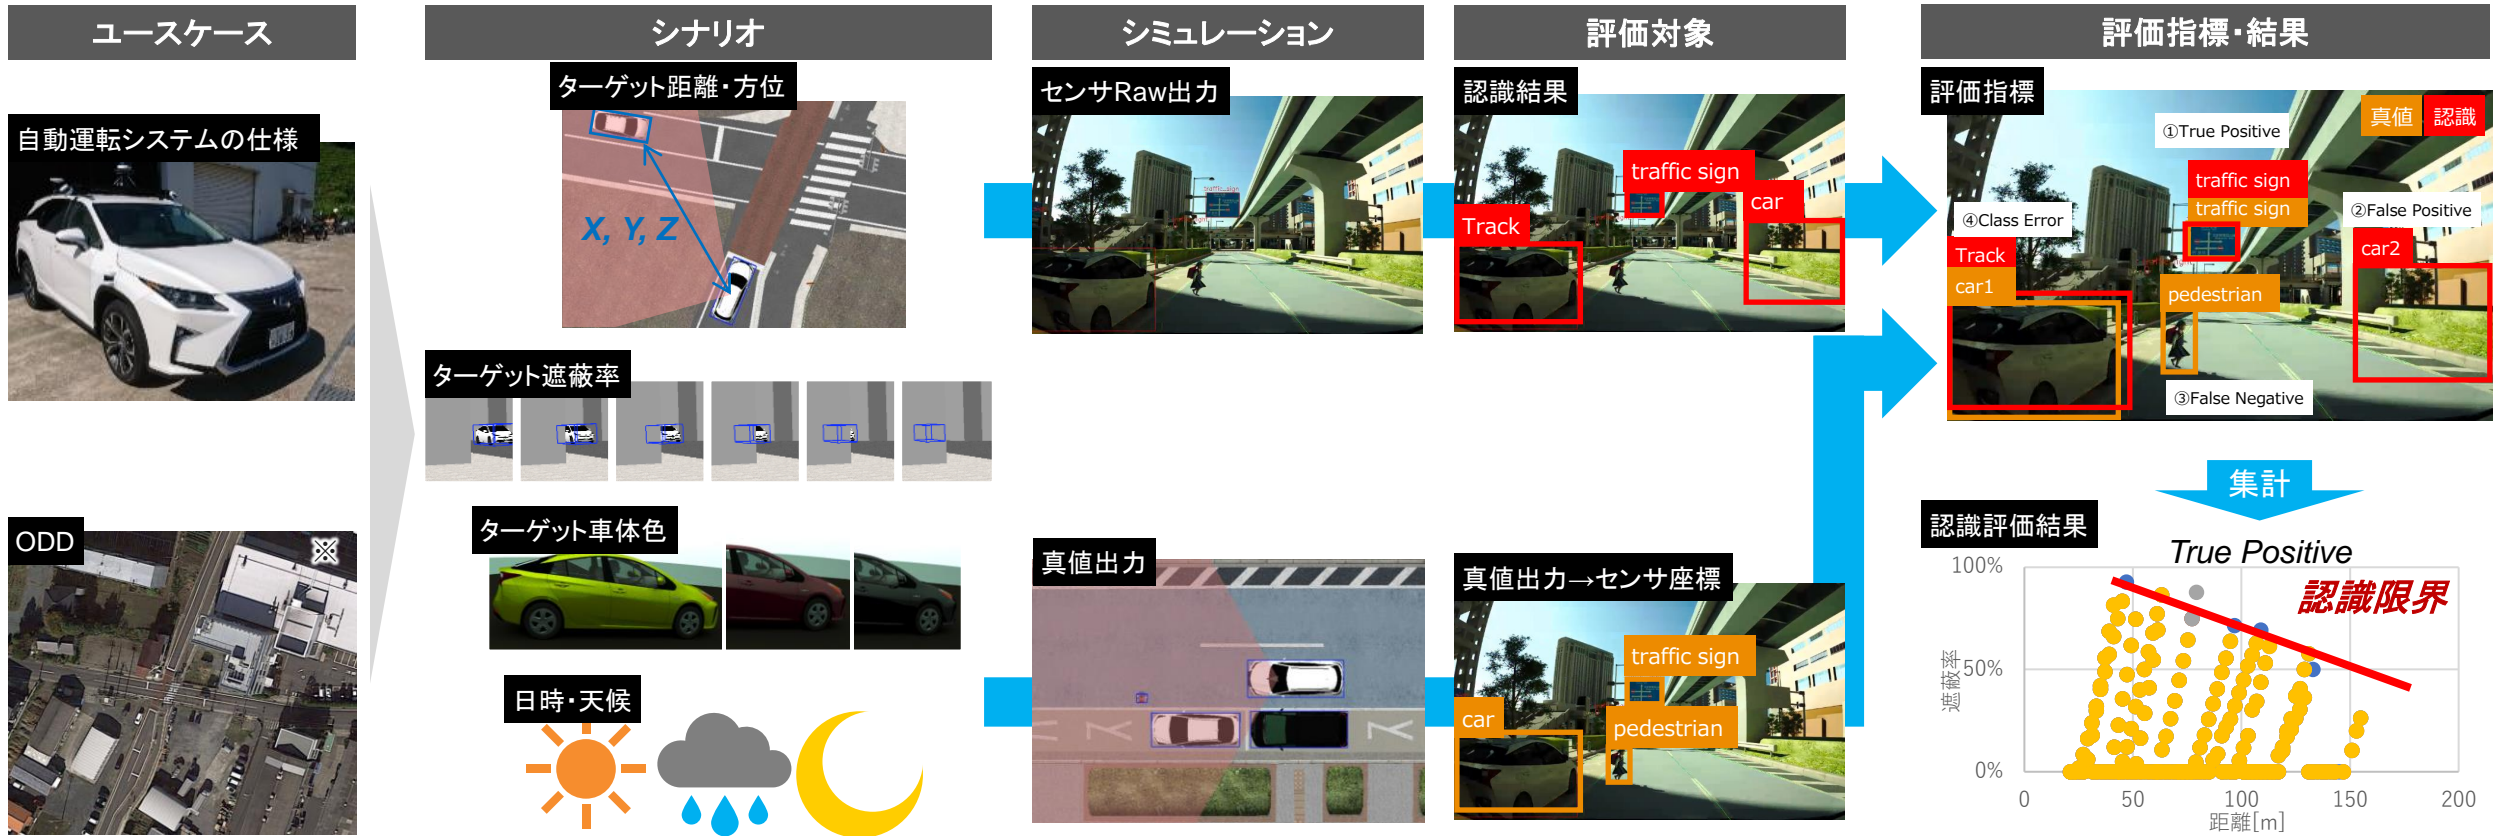 ユースケース
シナリオ
シミュレーション
評価対象
評価指標・結果
自動運転システムの仕様
ODD
※
ターゲット距離・方位
X, Y, Z
ターゲット遮蔽率
ターゲット車体色
日時・天候
センサRaw出力
traffic_sign
真値出力
認識結果
traffic sign
car
Track
真値出力→センサ座標
traffic sign
car
pedestrian
評価指標
真値
認識
①True Positive
traffic sign
traffic sign
④Class Error
②False Positive
Track
car1
car2
pedestrian
③False Negative
集計
認識評価結果
True Positive
認識限界
100%
50%
0%
遮蔽率
0
50
100
150
200
距離[m]